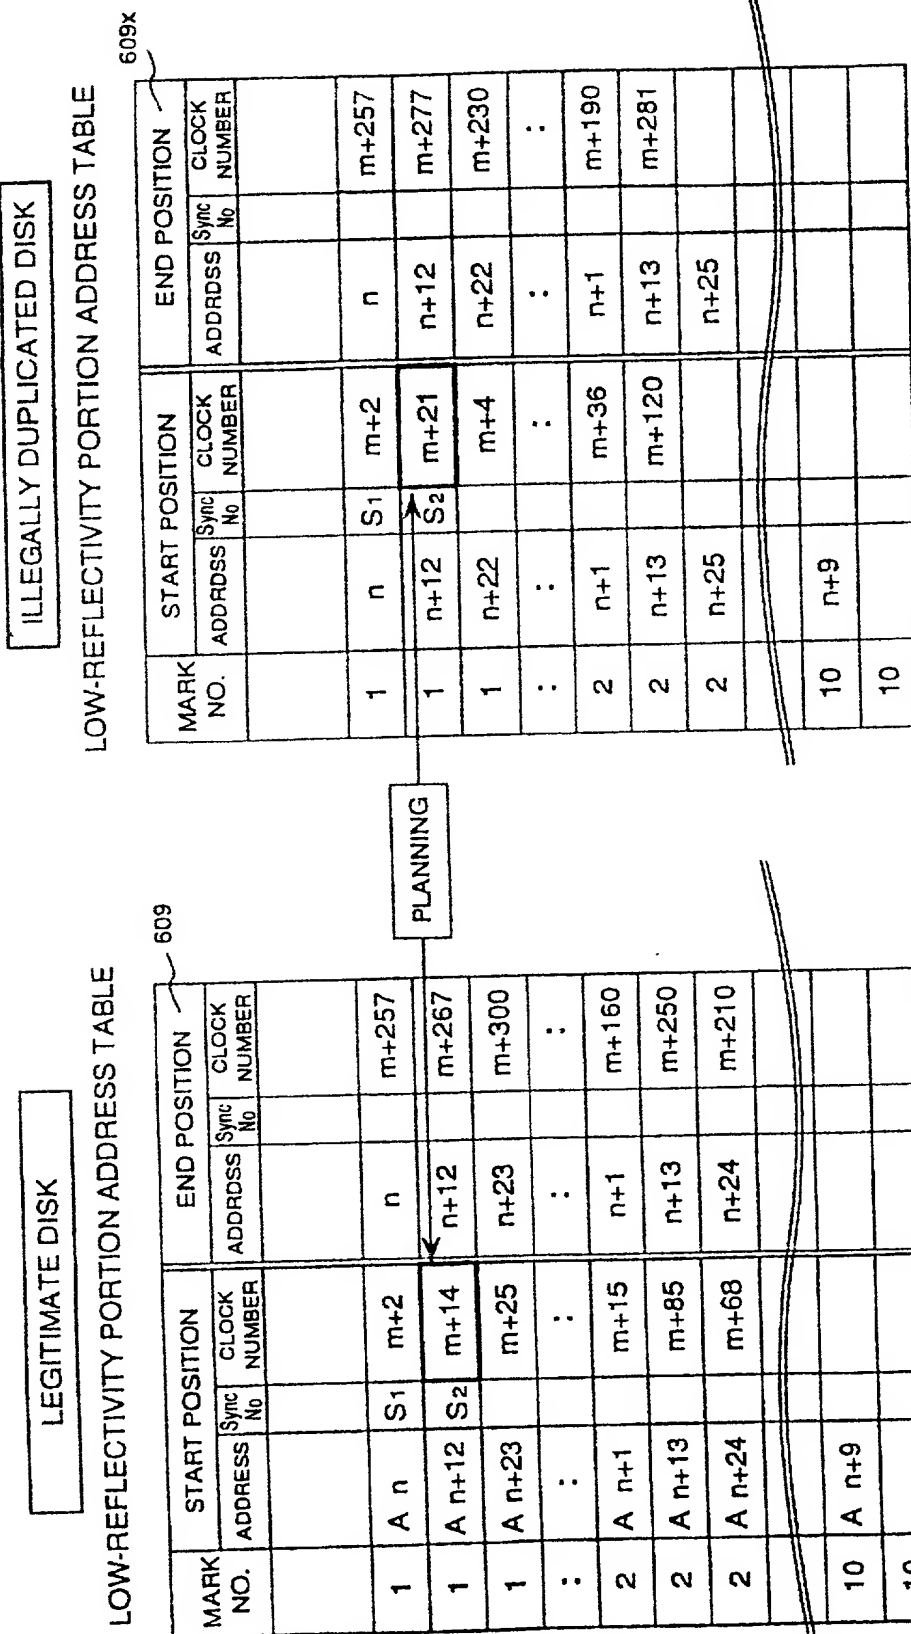 LEGITIMATE DISK
LOW-REFLECTIVITY PORTION ADDRESS TABLE
609
MARK NO. START POSITION END POSITION
ADDRESS Sync No CLOCK NUMBER ADDRDSS Sync No CLOCK NUMBER
1 A n S1 m+2 n m+257
1 A n+12 S2 m+14 n+12 m+267
1 A n+23 m+25 n+23 m+300
: : : : :
2 A n+1 m+15 n+1 m+160
2 A n+13 m+85 n+13 m+250
2 A n+24 m+68 n+24 m+210
10 A n+9
10
PLANNING
ILLEGALLY DUPLICATED DISK
LOW-REFLECTIVITY PORTION ADDRESS TABLE
609x
MARK NO. START POSITION END POSITION
ADDRDSS Sync No CLOCK NUMBER ADDRDSS Sync No CLOCK NUMBER
1 n S1 m+2 n m+257
1 n+12 S2 m+21 n+12 m+277
1 n+22 m+4 n+22 m+230
: : : : :
2 n+1 m+36 n+1 m+190
2 n+13 m+120 n+13 m+281
2 n+25 n+25
10 n+9
10